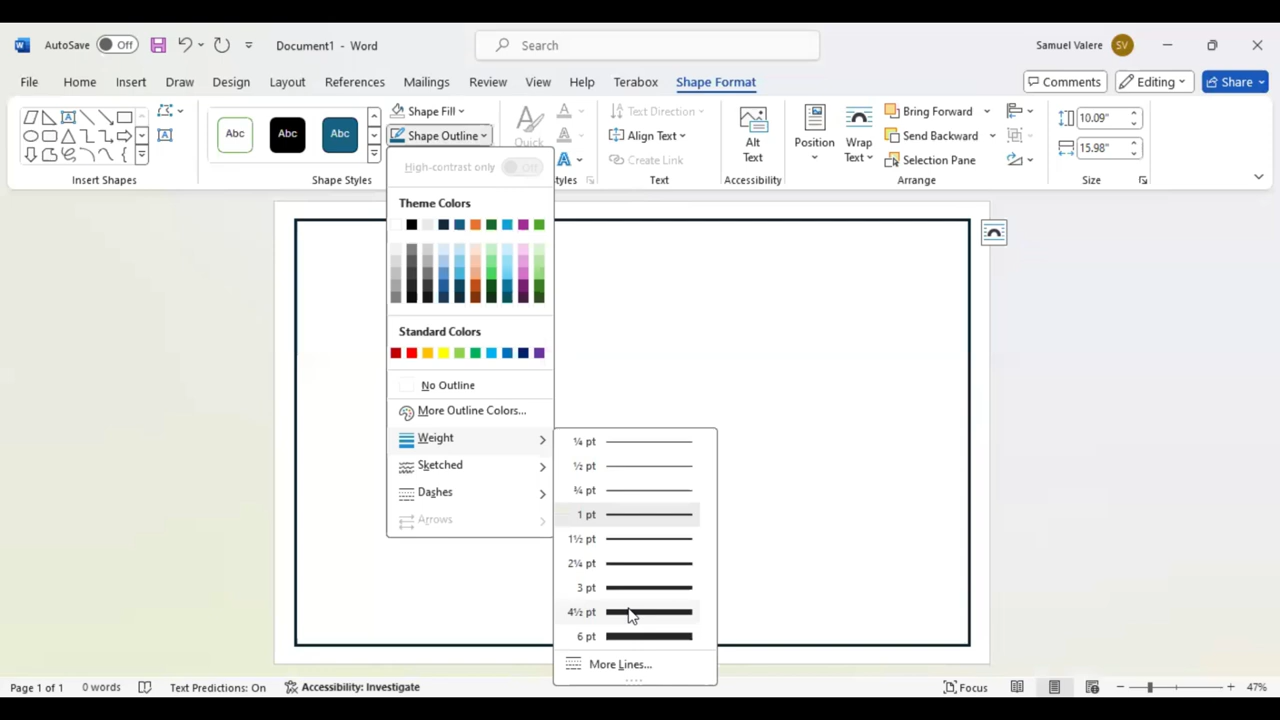 AutoSave Off Document1 - Word Search Samuel Valere SV
File Home Insert Draw Design Layout References Mailings Review View Help Terabox Shape Format Comments Editing Share
Abc Abc Abc
Shape Fill
Shape Outline
Quick
Text Direction
Align Text
Create Link
Alt Text
Position
Wrap Text
Bring Forward
Send Backward
Selection Pane
10.09"
15.98"
Insert Shapes Shape Styles Styles Text Accessibility Arrange Size
High-contrast only Off
Theme Colors
Standard Colors
No Outline
More Outline Colors...
Weight
Sketched
Dashes
Arrows
¼ pt
½ pt
¾ pt
1 pt
1½ pt
2¼ pt
3 pt
4½ pt
6 pt
More Lines...
Page 1 of 1 0 words Text Predictions: On Accessibility: Investigate Focus 47%